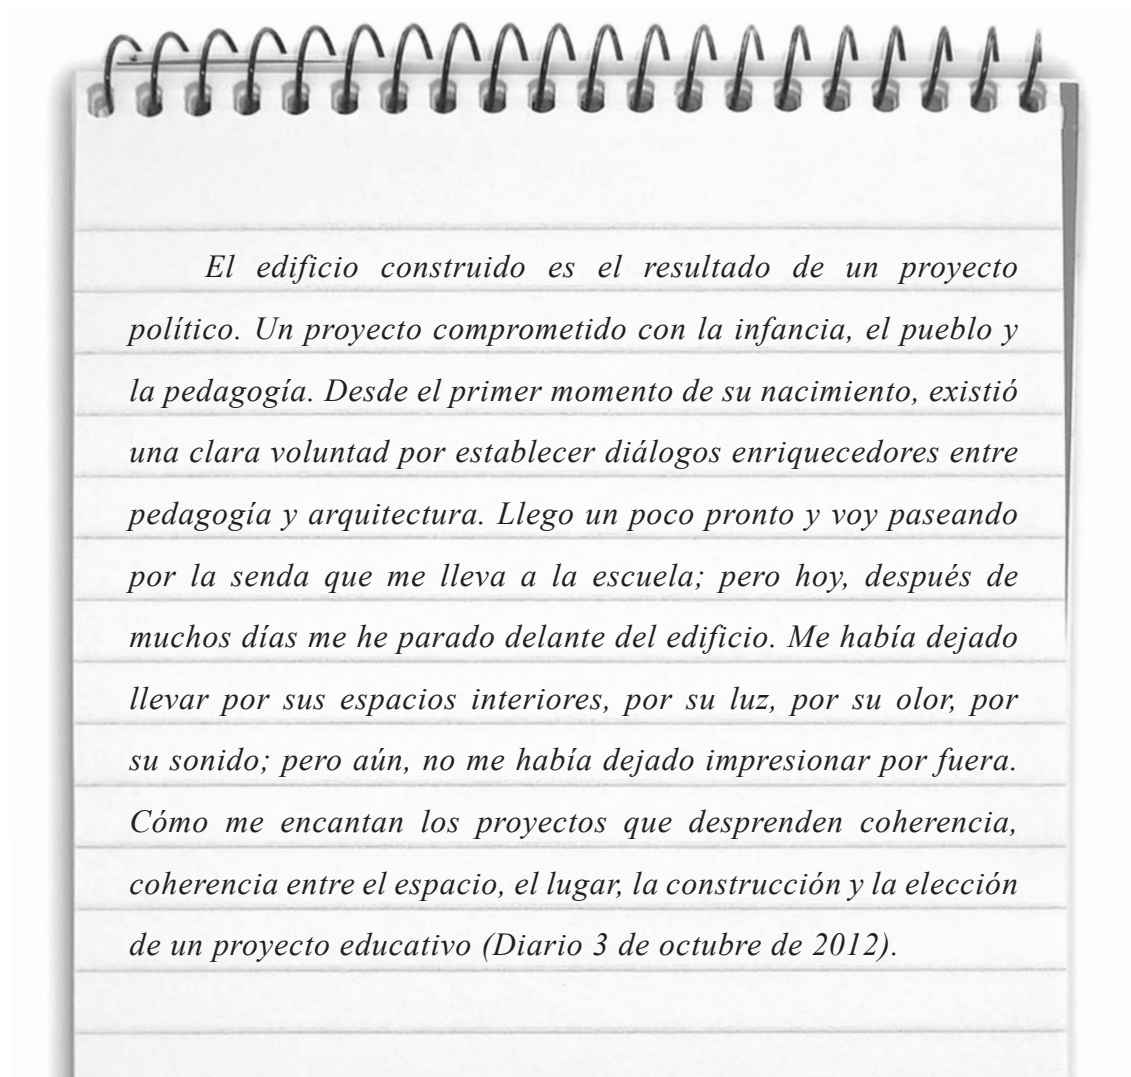 El edificio construido es el resultado de un proyecto
político. Un proyecto comprometido con la infancia, el pueblo y
la pedagogía. Desde el primer momento de su nacimiento, existió
una clara voluntad por establecer diálogos enriquecedores entre
pedagogía y arquitectura. Llego un poco pronto y voy paseando
por la senda que me lleva a la escuela; pero hoy, después de
muchos días me he parado delante del edificio. Me había dejado
llevar por sus espacios interiores, por su luz, por su olor, por
su sonido; pero aún, no me había dejado impresionar por fuera.
Cómo me encantan los proyectos que desprenden coherencia,
coherencia entre el espacio, el lugar, la construcción y la elección
de un proyecto educativo (Diario 3 de octubre de 2012).